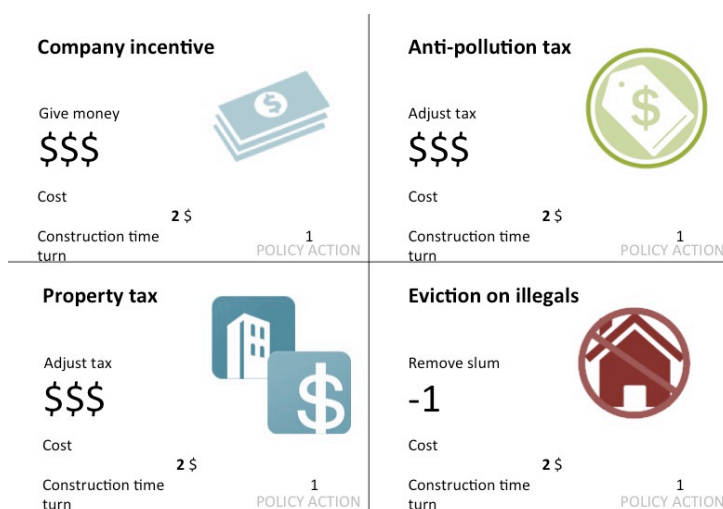 Company incentive
Give money
$$$
Cost
2 $
Construction time 1
turn
POLICY ACTION
Anti-pollution tax
$
Adjust tax
$$$
Cost
2 $
Construction time 1
turn
POLICY ACTION
Property tax
$
Adjust tax
$$$
Cost
2 $
Construction time 1
turn
POLICY ACTION
Eviction on illegals
Remove slum
-1
Cost
2 $
Construction time 1
turn
POLICY ACTION